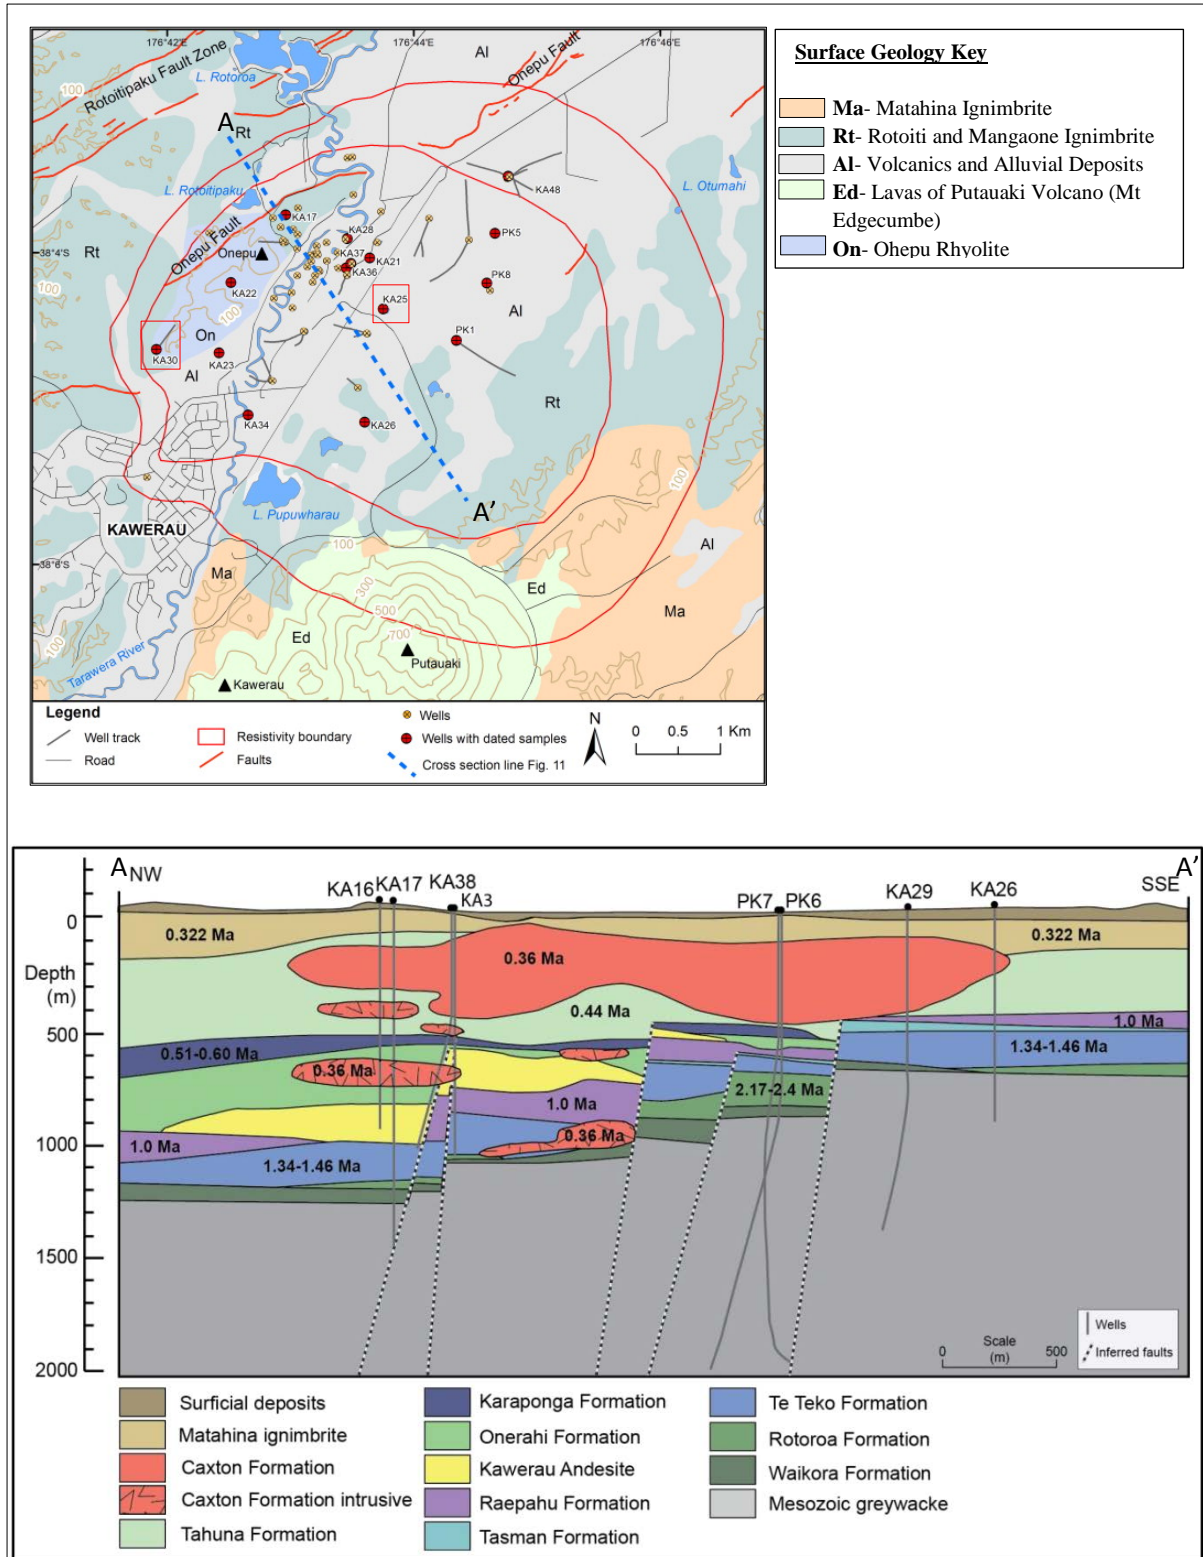 176°42'E
176°44'E
176°46'E
Rotoitipaku Fault Zone
L. Rotoroa
Al
Onepu Fault
100
A
Rt
L. Rotoitipaku
KA48
L. Otumahi
KA17
Onepu Fault
KA28
PK5
38°4'S
Rt
Onepu
KA37
KA21
KA36
PK8
100
KA22
100
KA25
Al
On
PK1
KA30
KA23
Al
Rt
KA34
KA26
100
A'
L. Pupuwharau
KAWERAU
100
Al
38°6'S
Ma
300
Ed
Ma
500
100
Ed
700
Putauaki
Tarawera River
Kawerau
Legend
Well track
Road
Resistivity boundary
Faults
Wells
Wells with dated samples
Cross section line Fig. 11
N
0 0.5 1 Km
Surface Geology Key
Ma- Matahina Ignimbrite
Rt- Rotoiti and Mangaone Ignimbrite
Al- Volcanics and Alluvial Deposits
Ed- Lavas of Putauaki Volcano (Mt
Edgecumbe)
On- Ohepu Rhyolite
A NW
KA16
KA17
KA38
KA3
PK7
PK6
KA29
KA26
A'
SSE
0
Depth
(m)
500
1000
1500
2000
0.322 Ma
0.36 Ma
0.322 Ma
0.44 Ma
0.51-0.60 Ma
0.36 Ma
1.0 Ma
1.34-1.46 Ma
2.17-2.4 Ma
1.0 Ma
0.36 Ma
1.0 Ma
1.34-1.46 Ma
Scale
(m)
0
500
Wells
Inferred faults
Surficial deposits
Matahina ignimbrite
Caxton Formation
Caxton Formation intrusive
Tahuna Formation
Karaponga Formation
Onerahi Formation
Kawerau Andesite
Raepahu Formation
Tasman Formation
Te Teko Formation
Rotoroa Formation
Waikora Formation
Mesozoic greywacke